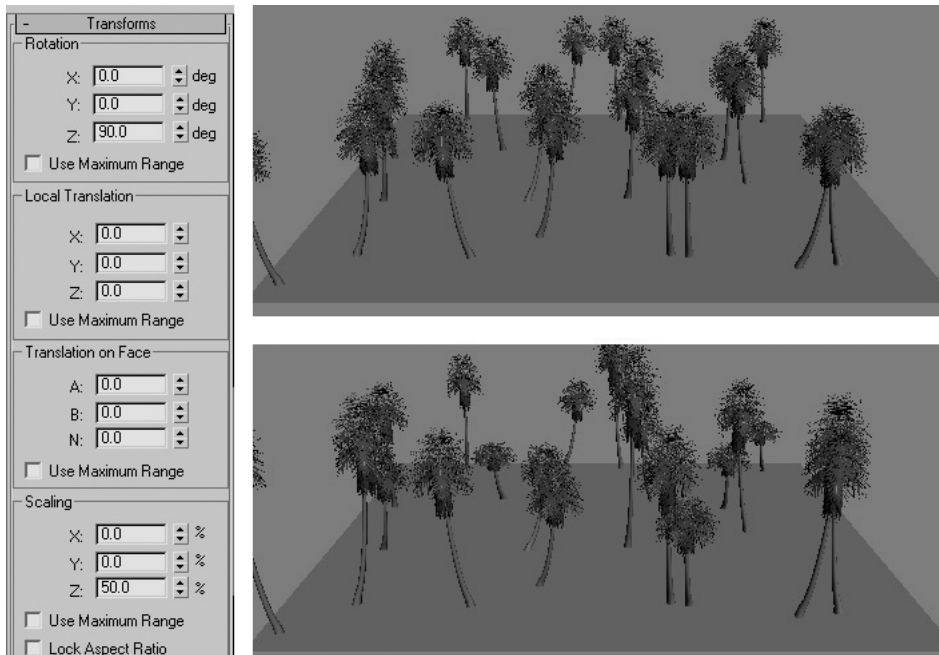 - Transforms
Rotation
X: 0.0 deg
Y: 0.0 deg
Z: 90.0 deg
Use Maximum Range
Local Translation
X: 0.0
Y: 0.0
Z: 0.0
Use Maximum Range
Translation on Face
A: 0.0
B: 0.0
N: 0.0
Use Maximum Range
Scaling
X: 0.0 %
Y: 0.0 %
Z: 50.0 %
Use Maximum Range
Lock Aspect Ratio